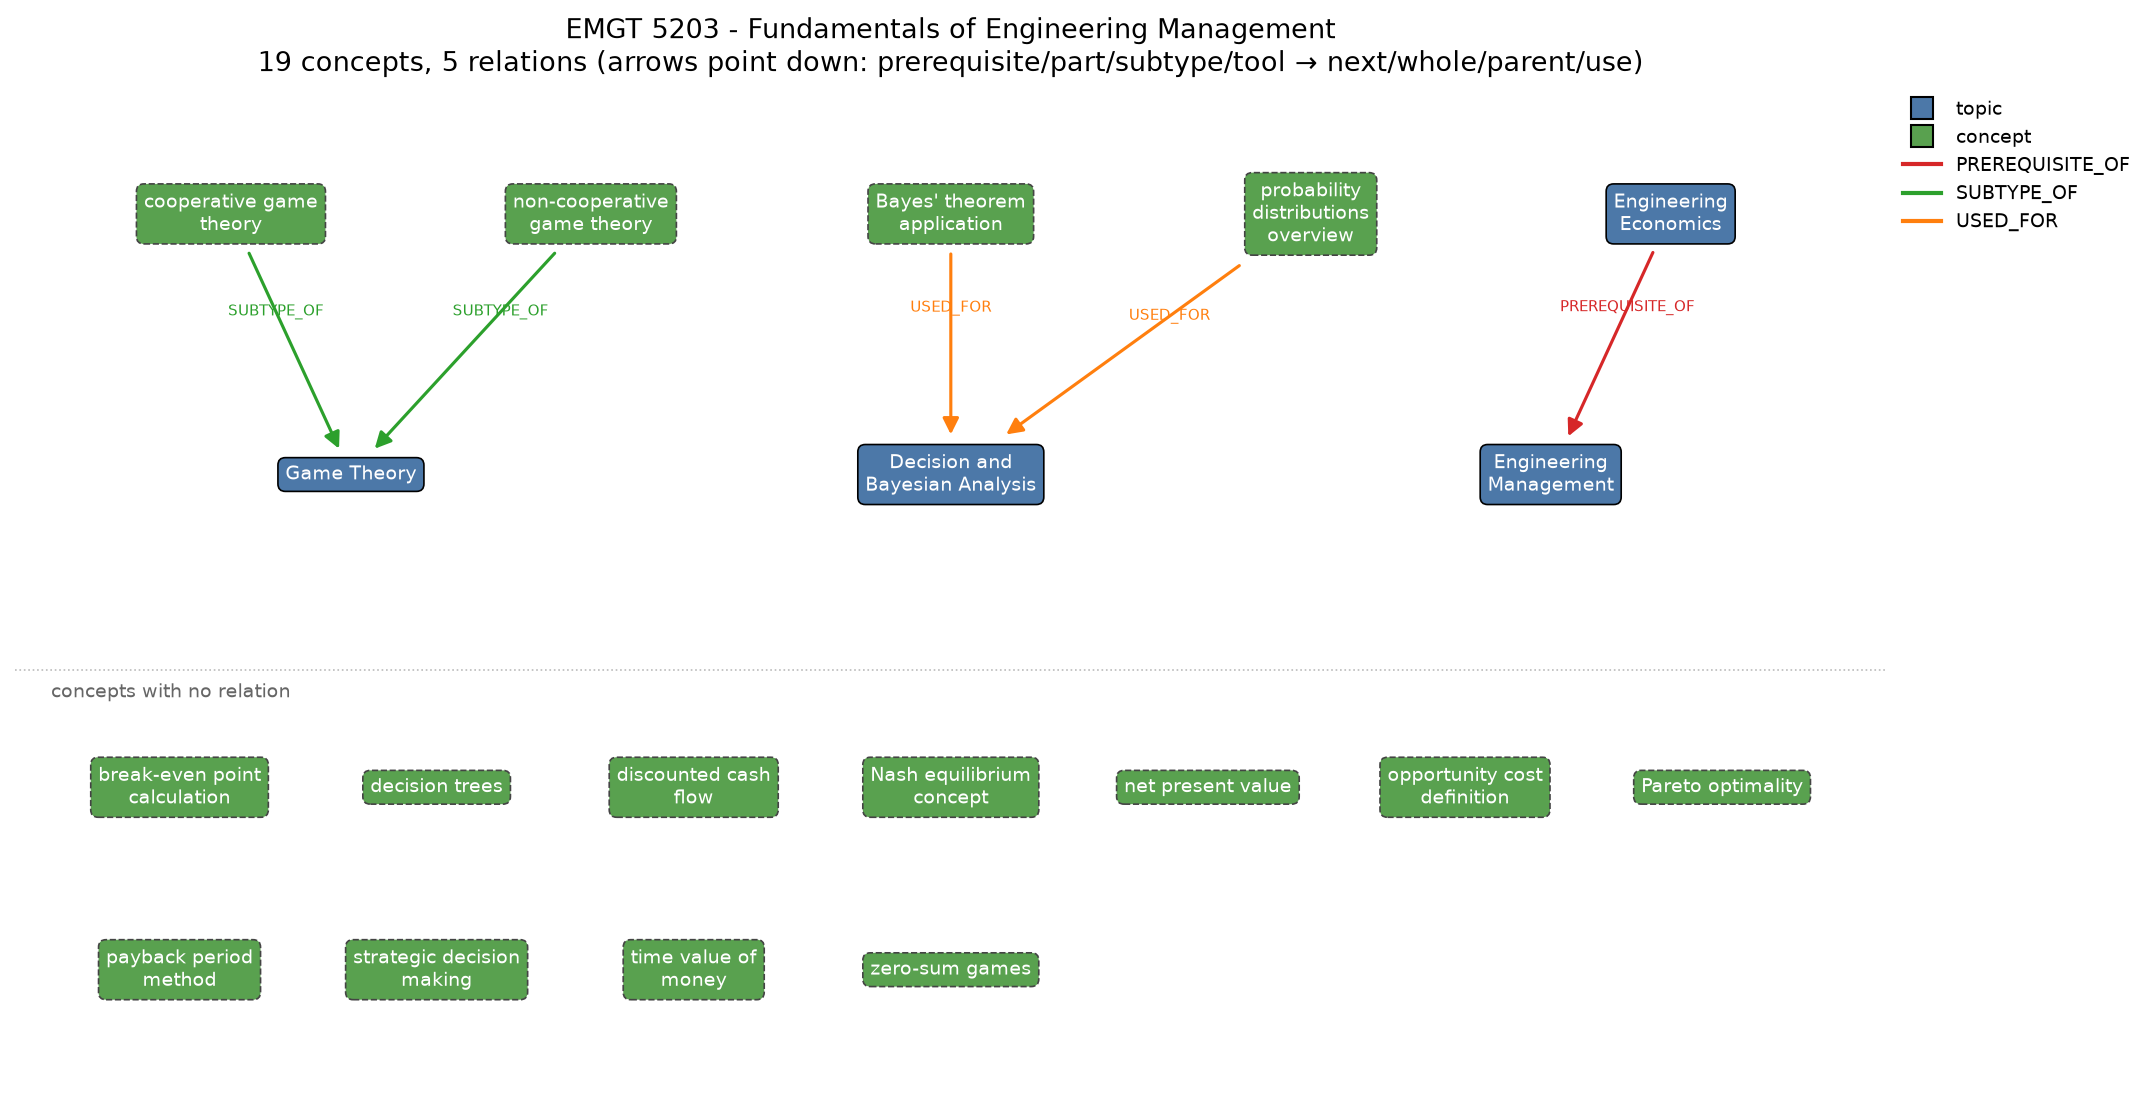 EMGT 5203 - Fundamentals of Engineering Management
19 concepts, 5 relations (arrows point down: prerequisite/part/subtype/tool → next/whole/parent/use)
topic
concept
PREREQUISITE_OF
SUBTYPE_OF
USED_FOR
cooperative game
theory
non-cooperative
game theory
Bayes' theorem
application
probability
distributions
overview
Engineering
Economics
SUBTYPE_OF
SUBTYPE_OF
USED_FOR
USED_FOR
PREREQUISITE_OF
Game Theory
Decision and
Bayesian Analysis
Engineering
Management
concepts with no relation
break-even point
calculation
decision trees
discounted cash
flow
Nash equilibrium
concept
net present value
opportunity cost
definition
Pareto optimality
payback period
method
strategic decision
making
time value of
money
zero-sum games